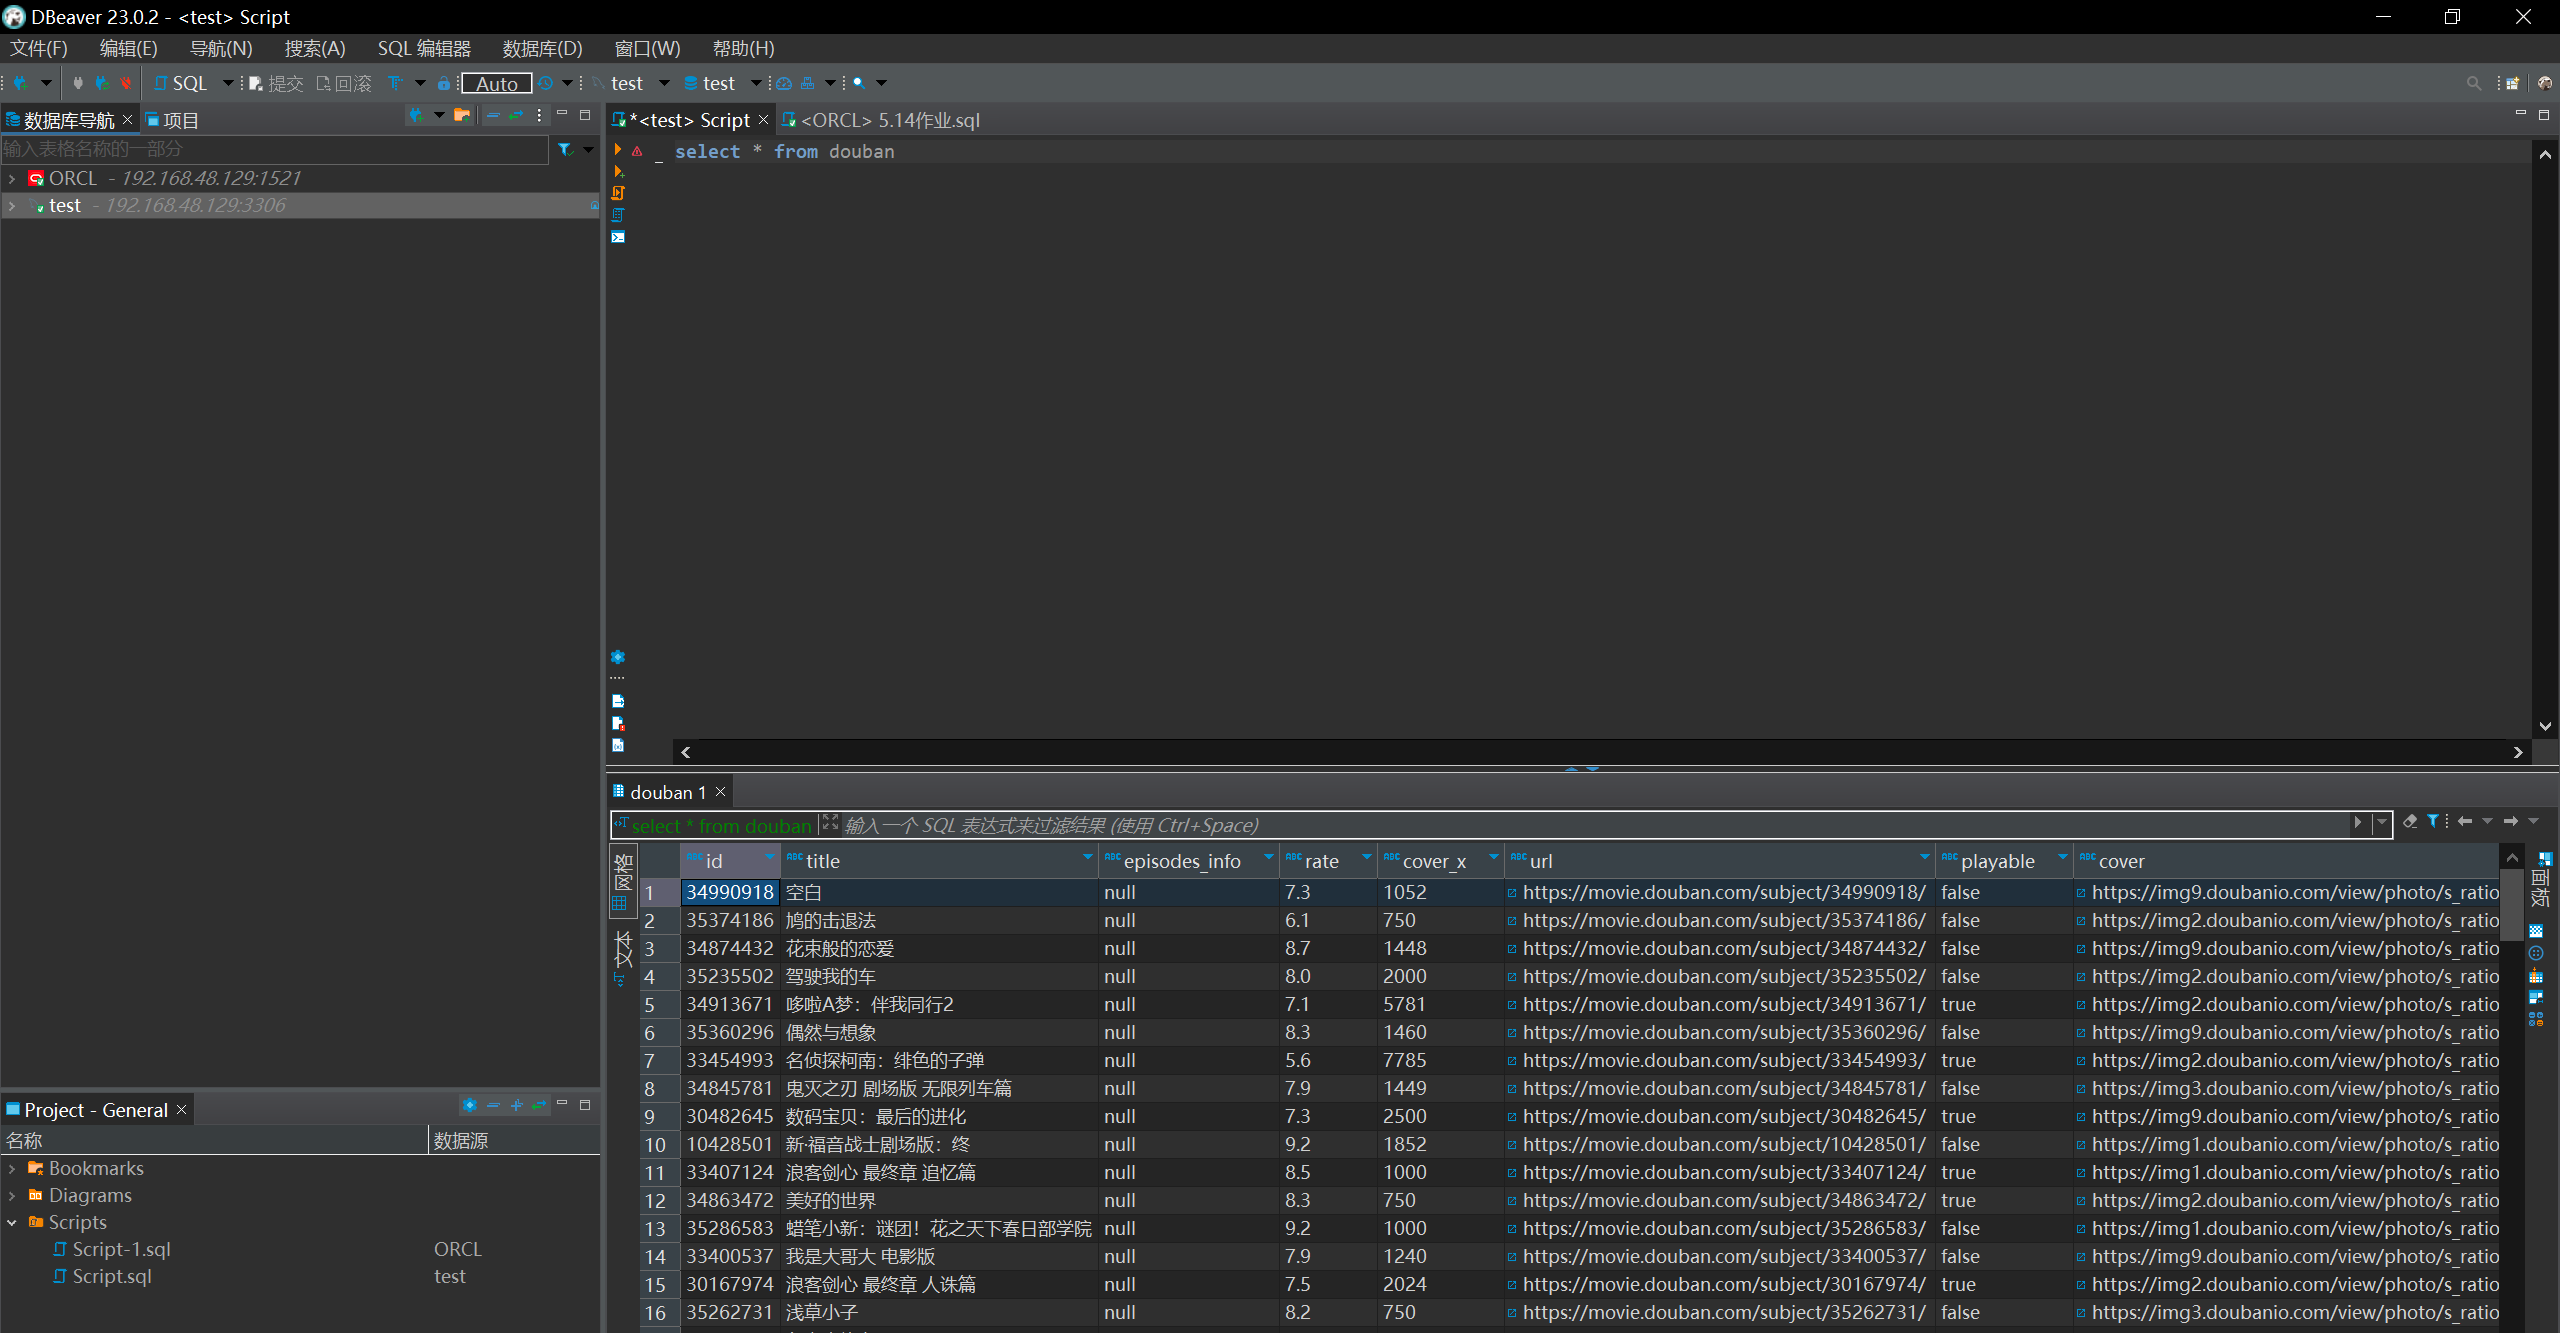 DBeaver 23.0.2 - <test> Script
文件(F) 编辑(E) 导航(N) 搜索(A) SQL 编辑器 数据库(D) 窗口(W) 帮助(H)
SQL 提交 回滚 Auto test test
数据库导航 项目
输入表格名称的一部分
ORCL - 192.168.48.129:1521
test - 192.168.48.129:3306
*<test> Script <ORCL> 5.14作业.sql
select * from douban
Project - General
名称 数据源
Bookmarks
Diagrams
Scripts
Script-1.sql ORCL
Script.sql test
douban 1
select * from douban 输入一个 SQL 表达式来过滤结果 (使用 Ctrl+Space)
网格
文本
面板
id title episodes_info rate cover_x url playable cover
1 34990918 空白 null 7.3 1052 https://movie.douban.com/subject/34990918/ false https://img9.doubanio.com/view/photo/s_ratio
2 35374186 鸠的击退法 null 6.1 750 https://movie.douban.com/subject/35374186/ false https://img2.doubanio.com/view/photo/s_ratio
3 34874432 花束般的恋爱 null 8.7 1448 https://movie.douban.com/subject/34874432/ false https://img9.doubanio.com/view/photo/s_ratio
4 35235502 驾驶我的车 null 8.0 2000 https://movie.douban.com/subject/35235502/ false https://img2.doubanio.com/view/photo/s_ratio
5 34913671 哆啦A梦：伴我同行2 null 7.1 5781 https://movie.douban.com/subject/34913671/ true https://img2.doubanio.com/view/photo/s_ratio
6 35360296 偶然与想象 null 8.3 1460 https://movie.douban.com/subject/35360296/ false https://img9.doubanio.com/view/photo/s_ratio
7 33454993 名侦探柯南：绯色的子弹 null 5.6 7785 https://movie.douban.com/subject/33454993/ true https://img2.doubanio.com/view/photo/s_ratio
8 34845781 鬼灭之刃 剧场版 无限列车篇 null 7.9 1449 https://movie.douban.com/subject/34845781/ false https://img3.doubanio.com/view/photo/s_ratio
9 30482645 数码宝贝：最后的进化 null 7.3 2500 https://movie.douban.com/subject/30482645/ true https://img9.doubanio.com/view/photo/s_ratio
10 10428501 新·福音战士剧场版：终 null 9.2 1852 https://movie.douban.com/subject/10428501/ false https://img1.doubanio.com/view/photo/s_ratio
11 33407124 浪客剑心 最终章 追忆篇 null 8.5 1000 https://movie.douban.com/subject/33407124/ true https://img1.doubanio.com/view/photo/s_ratio
12 34863472 美好的世界 null 8.3 750 https://movie.douban.com/subject/34863472/ true https://img2.doubanio.com/view/photo/s_ratio
13 35286583 蜡笔小新：谜团！花之天下春日部学院 null 9.2 1000 https://movie.douban.com/subject/35286583/ false https://img1.doubanio.com/view/photo/s_ratio
14 33400537 我是大哥大 电影版 null 7.9 1240 https://movie.douban.com/subject/33400537/ false https://img9.doubanio.com/view/photo/s_ratio
15 30167974 浪客剑心 最终章 人诛篇 null 7.5 2024 https://movie.douban.com/subject/30167974/ true https://img2.doubanio.com/view/photo/s_ratio
16 35262731 浅草小子 null 8.2 750 https://movie.douban.com/subject/35262731/ false https://img3.doubanio.com/view/photo/s_ratio